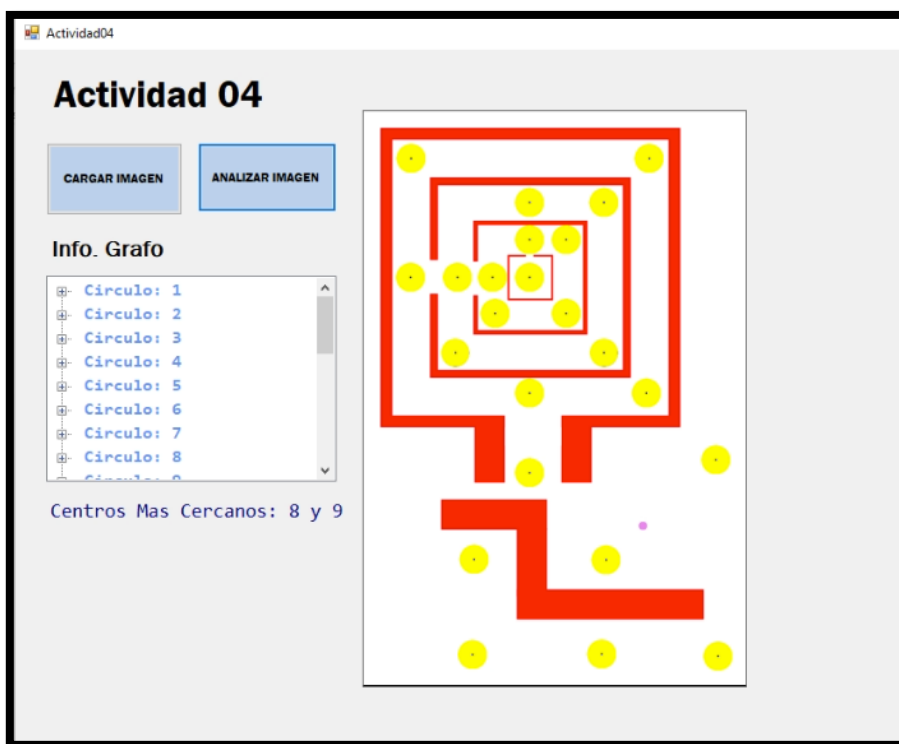 Actividad04
Actividad 04
CARGAR IMAGEN
ANALIZAR IMAGEN
Info. Grafo
Circulo: 1
Circulo: 2
Circulo: 3
Circulo: 4
Circulo: 5
Circulo: 6
Circulo: 7
Circulo: 8
Centros Mas Cercanos: 8 y 9